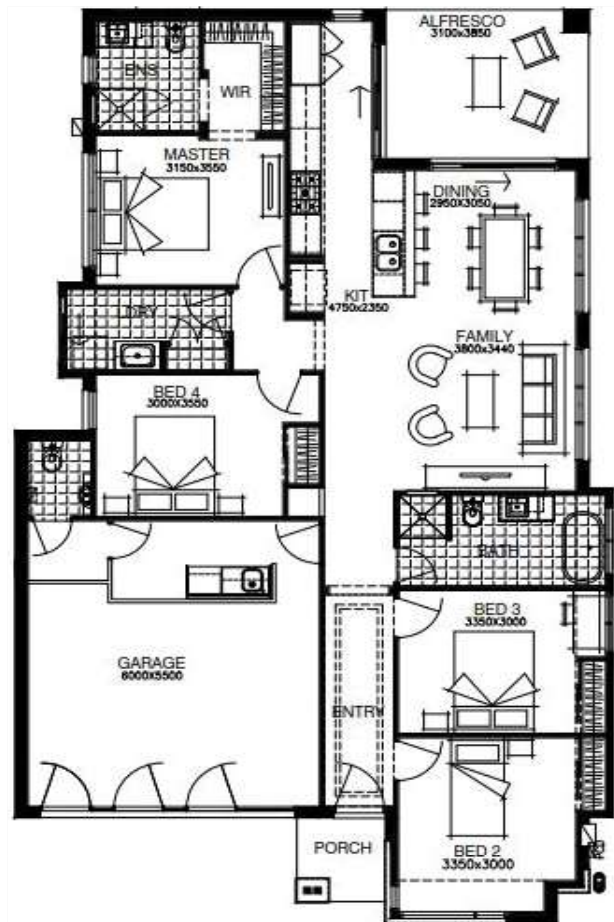 ALFRESCO
3100x3850
ENS
WIR
MASTER
3150x3550
DINING
2950X3050
KIT
4750x2350
DRY
FAMILY
3800x3440
BED 4
3000X3550
BATH
BED 3
3350X3000
GARAGE
6000X5500
ENTRY
PORCH
BED 2
3350x3000